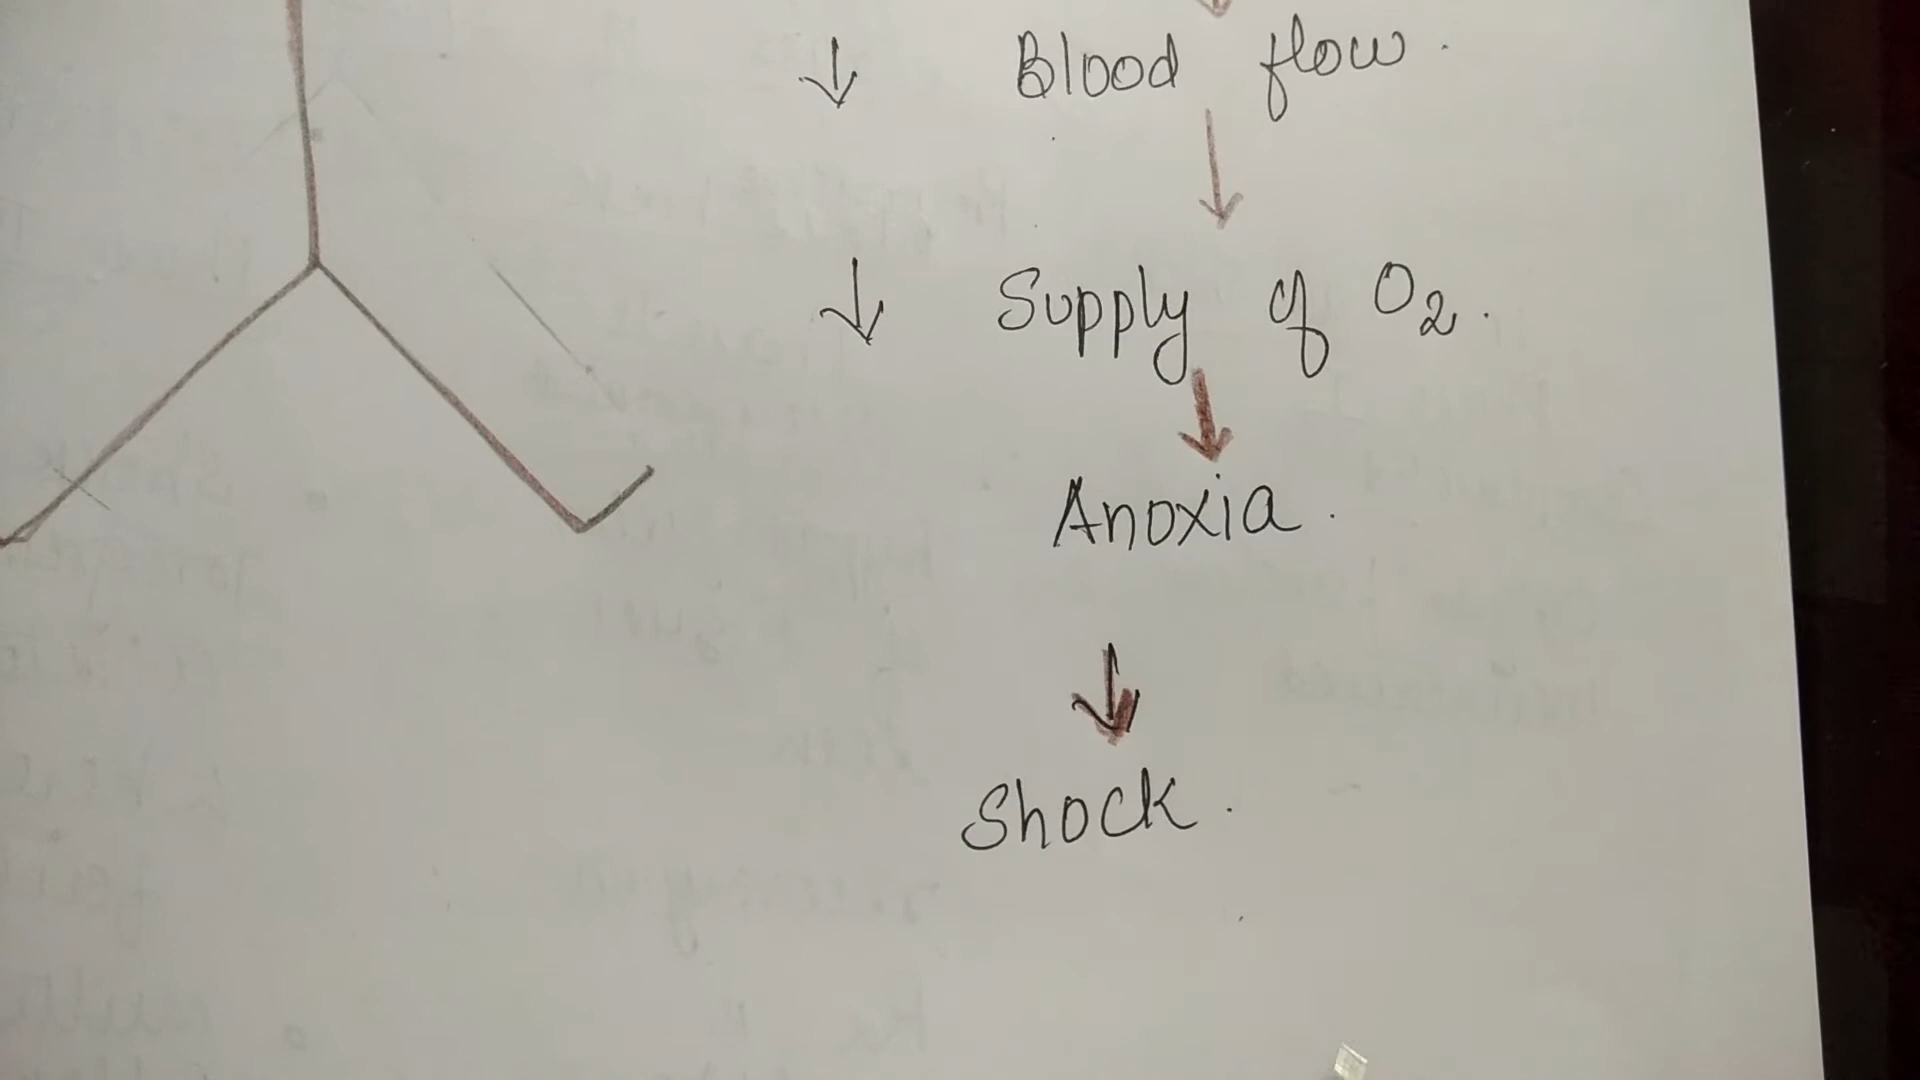 ↓ Blood flow.
↓
↓ Supply of O₂.
↓
Anoxia.
↓
Shock.